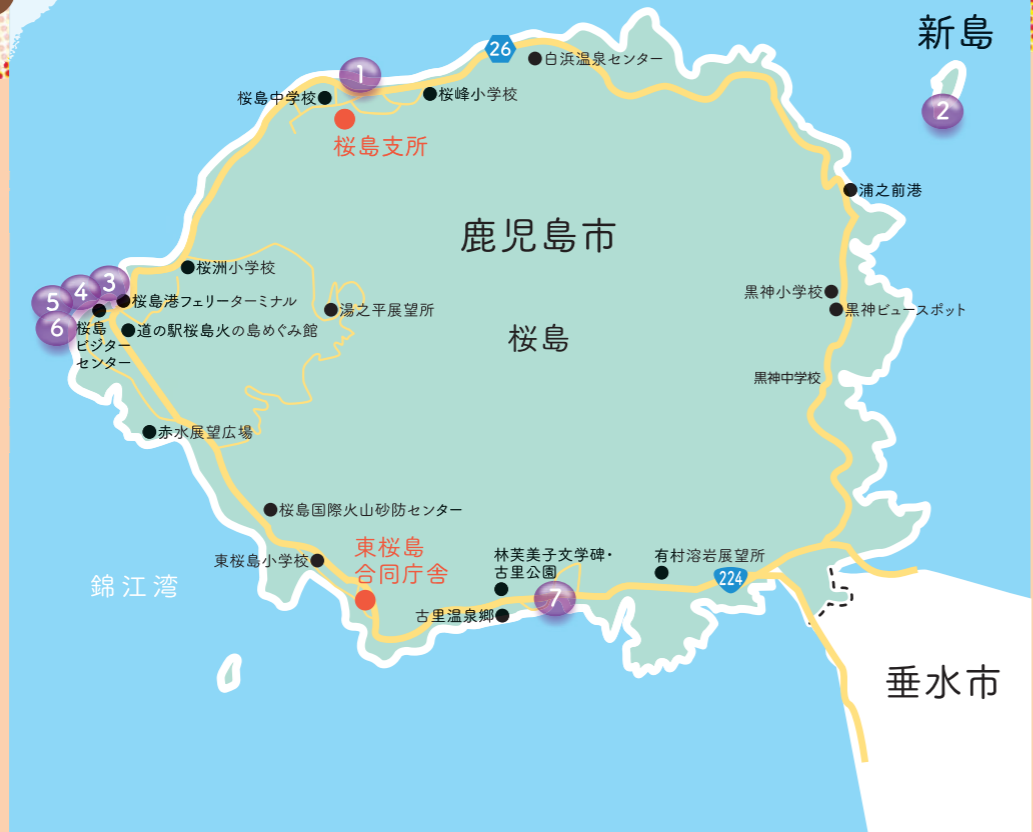 新島
26
白浜温泉センター
1
桜島中学校
桜峰小学校
2
桜島支所
浦之前港
鹿児島市
桜洲小学校
3
4
5
6
桜島港フェリーターミナル
湯之平展望所
黒神小学校
黒神ビュースポット
桜島
ビジター
センター
道の駅桜島火の島めぐみ館
桜島
黒神中学校
赤水展望広場
桜島国際火山砂防センター
東桜島小学校
東桜島
合同庁舎
林芙美子文学碑・
古里公園
有村溶岩展望所
224
錦江湾
7
古里温泉郷
垂水市